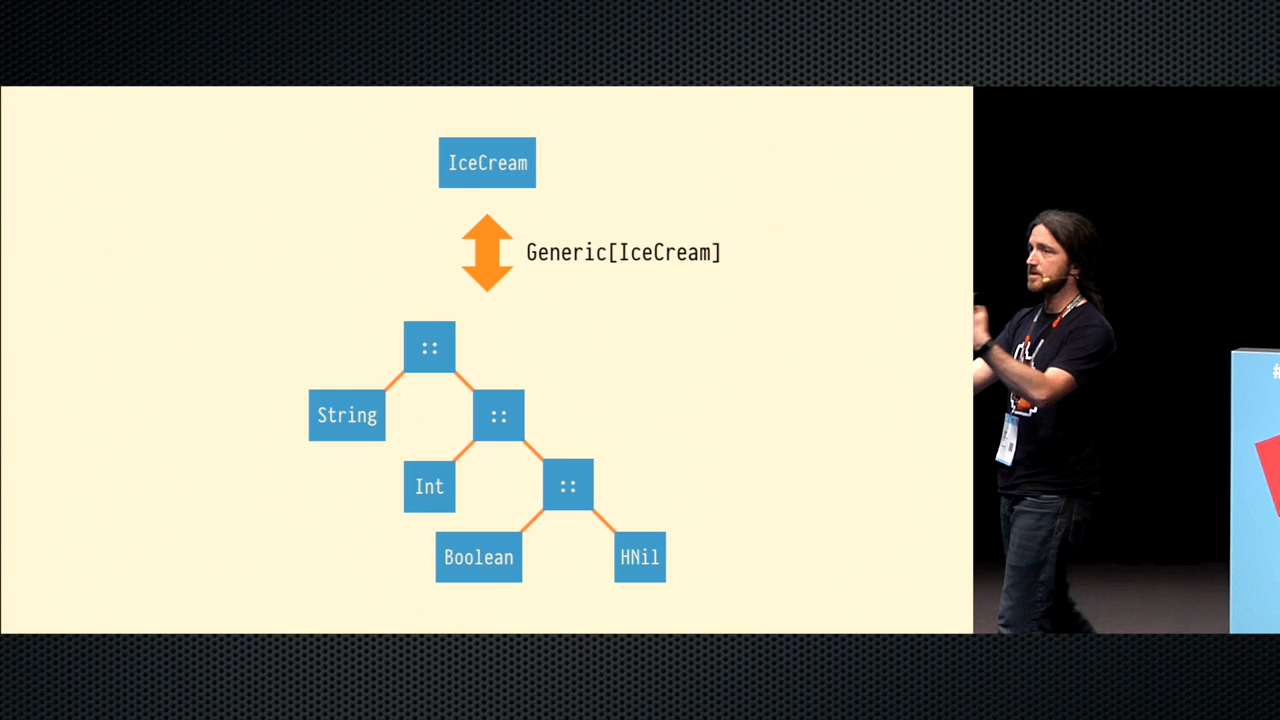 IceCream
Generic[IceCream]
::
String
::
Int
::
Boolean
HNil
#